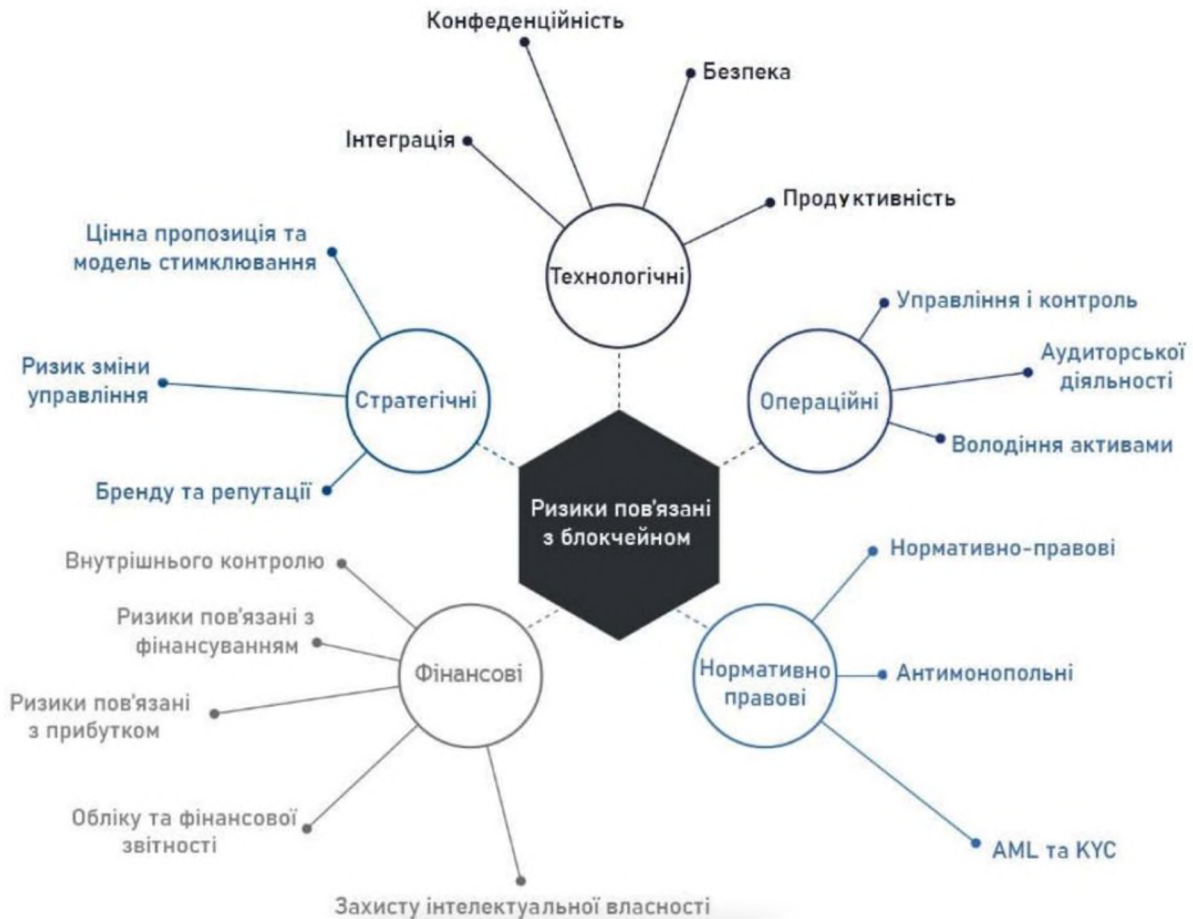 Конфеденційність
Безпека
Інтеграція
Продуктивність
Технологічні
Цінна пропозиція та
модель стимклювання
Ризик зміни
управління
Стратегічні
Бренду та репутації
Управління і контроль
Аудиторської
діяльності
Операційні
Володіння активами
Ризики пов'язані
з блокчейном
Внутрішнього контролю
Ризики пов'язані з
фінансуванням
Ризики пов'язані
з прибутком
Фінансові
Обліку та фінансової
звітності
Захисту інтелектуальної власності
Нормативно-правові
Антимонопольні
Нормативно
правові
AML та KYC